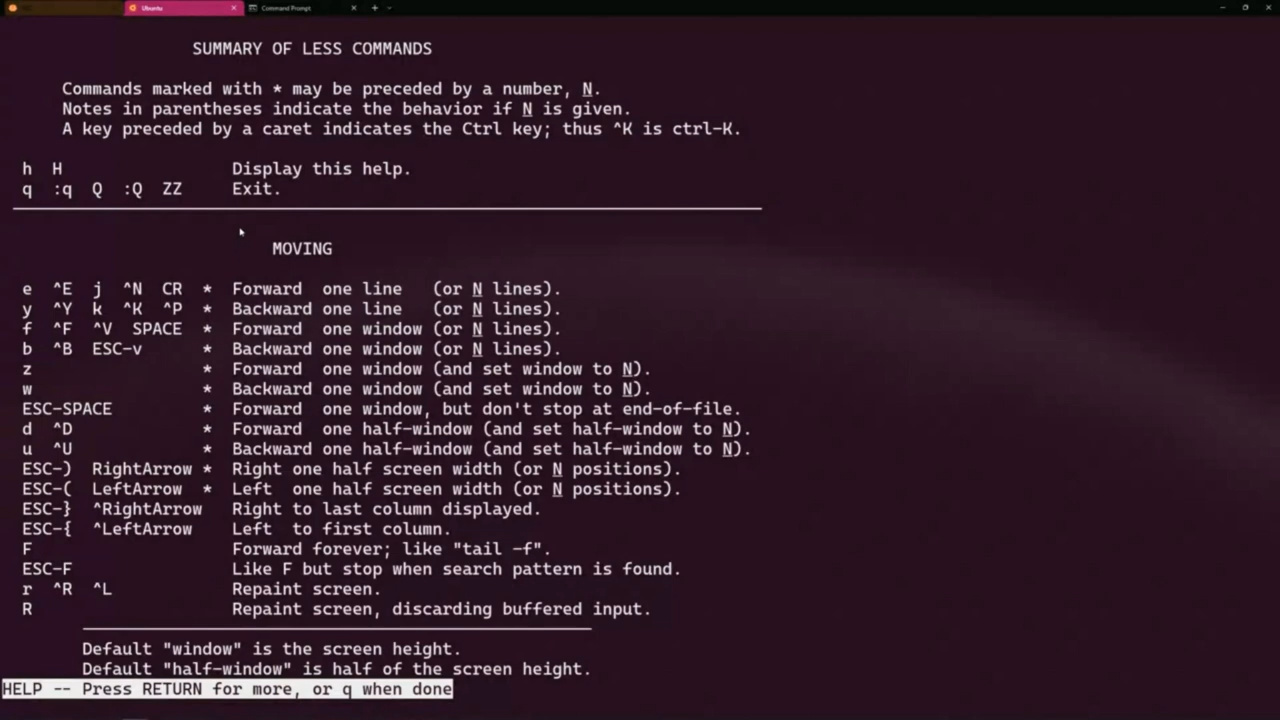 Ubuntu
Command Prompt
SUMMARY OF LESS COMMANDS
Commands marked with * may be preceded by a number, N.
Notes in parentheses indicate the behavior if N is given.
A key preceded by a caret indicates the Ctrl key; thus ^K is ctrl-K.
h  H                 Display this help.
q  :q  Q  :Q  ZZ     Exit.
MOVING
e  ^E  j  ^N  CR  *  Forward  one line   (or N lines).
y  ^Y  k  ^K  ^P  *  Backward one line   (or N lines).
f  ^F  ^V  SPACE  *  Forward  one window (or N lines).
b  ^B  ESC-v      *  Backward one window (or N lines).
z                 *  Forward  one window (and set window to N).
w                 *  Backward one window (and set window to N).
ESC-SPACE         *  Forward  one window, but don't stop at end-of-file.
d  ^D             *  Forward  one half-window (and set half-window to N).
u  ^U             *  Backward one half-window (and set half-window to N).
ESC-)  RightArrow *  Right one half screen width (or N positions).
ESC-(  LeftArrow  *  Left  one half screen width (or N positions).
ESC-}  ^RightArrow   Right to last column displayed.
ESC-{  ^LeftArrow    Left  to first column.
F                    Forward forever; like "tail -f".
ESC-F                Like F but stop when search pattern is found.
r  ^R  ^L            Repaint screen.
R                    Repaint screen, discarding buffered input.
Default "window" is the screen height.
Default "half-window" is half of the screen height.
HELP -- Press RETURN for more, or q when done